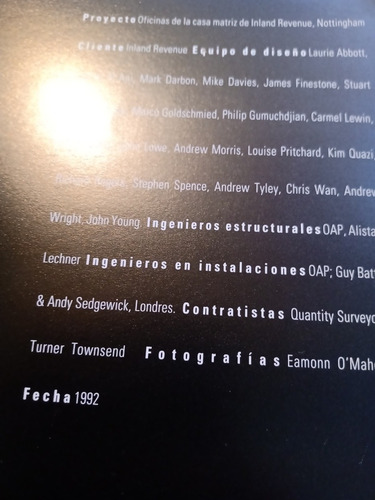 Proyecto Oficinas de la casa matriz de Inland Revenue, Nottingham
Cliente Inland Revenue Equipo de diseño Laurie Abbott,
Mark Darbon, Mike Davies, James Finestone, Stuart
Goldschmied, Philip Gumuchdjian, Carmel Lewin,
Lowe, Andrew Morris, Louise Pritchard, Kim Quazi,
Stephen Spence, Andrew Tyley, Chris Wan, Andrew
Wright, John Young. Ingenieros estructurales OAP, Alista
Lechner Ingenieros en instalaciones OAP; Guy Batt
& Andy Sedgewick, Londres. Contratistas Quantity Surveyo
Turner Townsend Fotografías Eamonn O'Mah
Fecha 1992